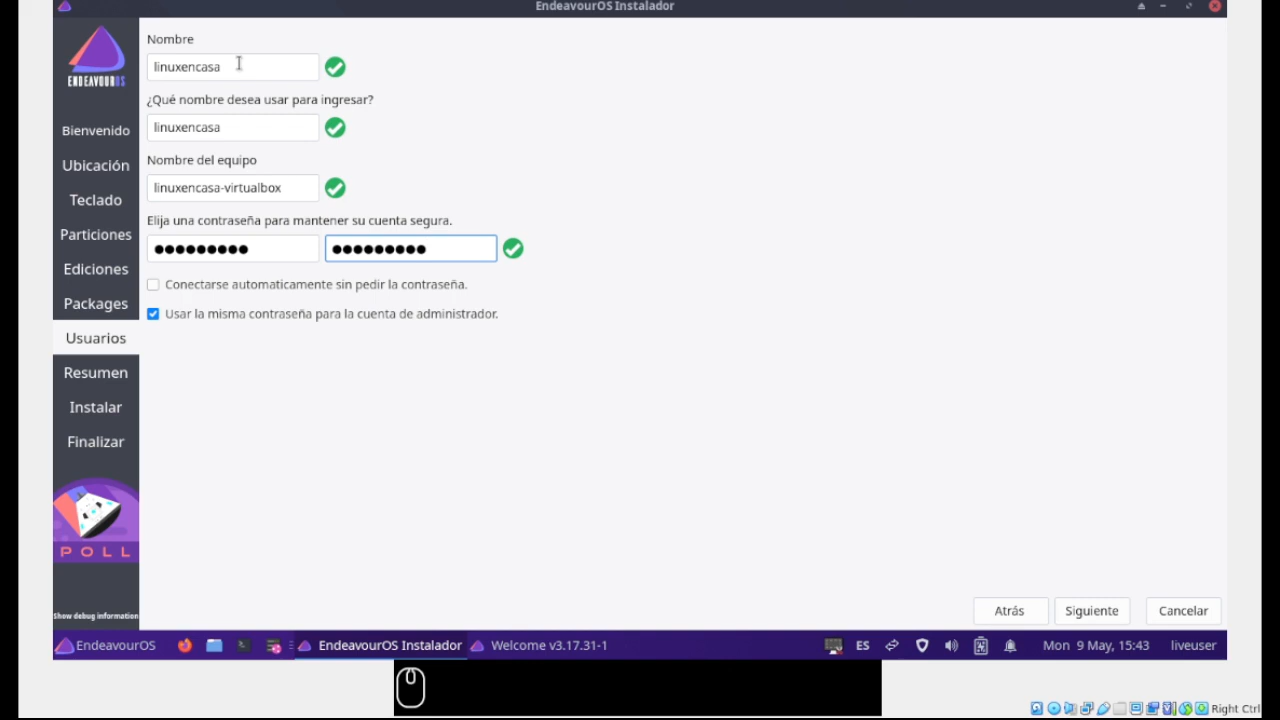 EndeavourOS Instalador
ENDEAVOUROS
Bienvenido
Ubicación
Teclado
Particiones
Ediciones
Packages
Usuarios
Resumen
Instalar
Finalizar
POLL
Show debug information
Nombre
linuxencasa
¿Qué nombre desea usar para ingresar?
linuxencasa
Nombre del equipo
linuxencasa-virtualbox
Elija una contraseña para mantener su cuenta segura.
●●●●●●●●● ●●●●●●●●●
Conectarse automaticamente sin pedir la contraseña.
Usar la misma contraseña para la cuenta de administrador.
Atrás Siguiente Cancelar
EndeavourOS EndeavourOS Instalador Welcome v3.17.31-1 ES Mon 9 May, 15:43 liveuser
Right Ctrl